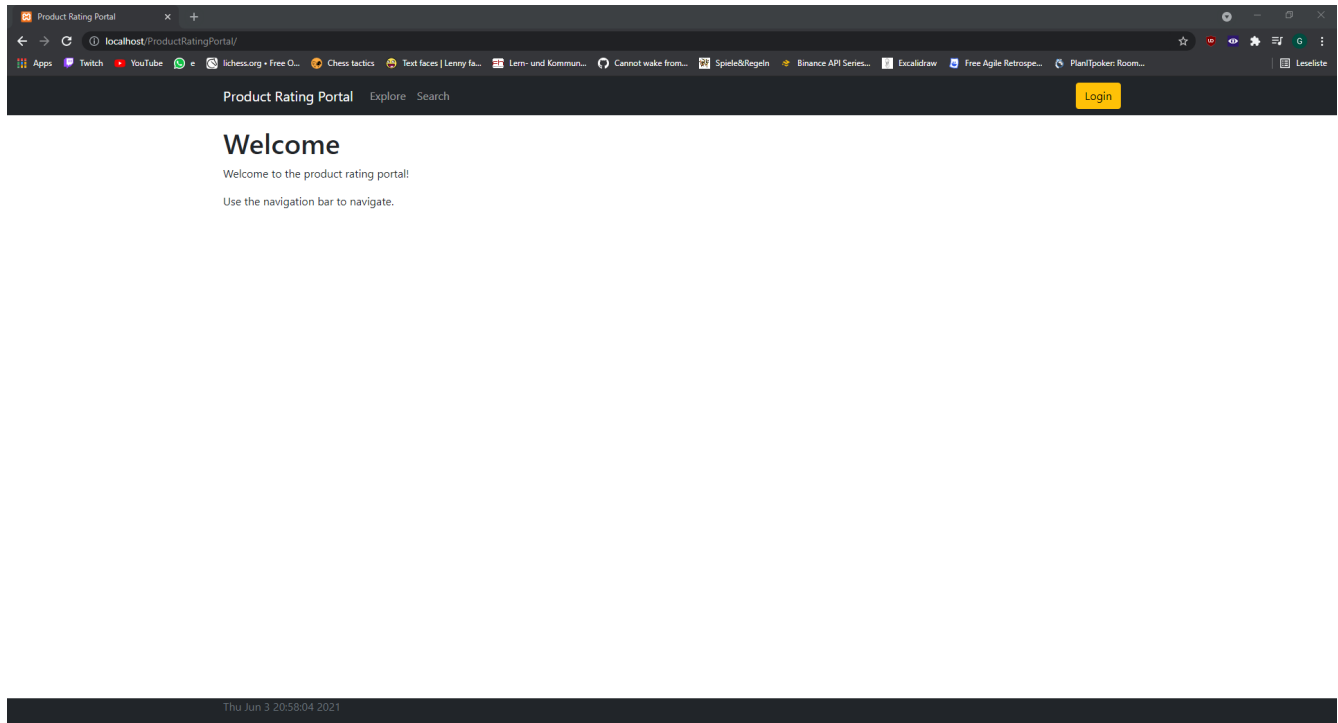 Product Rating Portal
localhost/ProductRatingPortal/
Apps Twitch YouTube e lichess.org • Free O... Chess tactics Text faces | Lenny fa... Lern- und Kommun... Cannot wake from... Spiele&Regeln Binance API Series... Excalidraw Free Agile Retrospe... PlanITpoker: Room... Leseliste
Product Rating Portal Explore Search Login
Welcome
Welcome to the product rating portal!
Use the navigation bar to navigate.
Thu Jun 3 20:58:04 2021